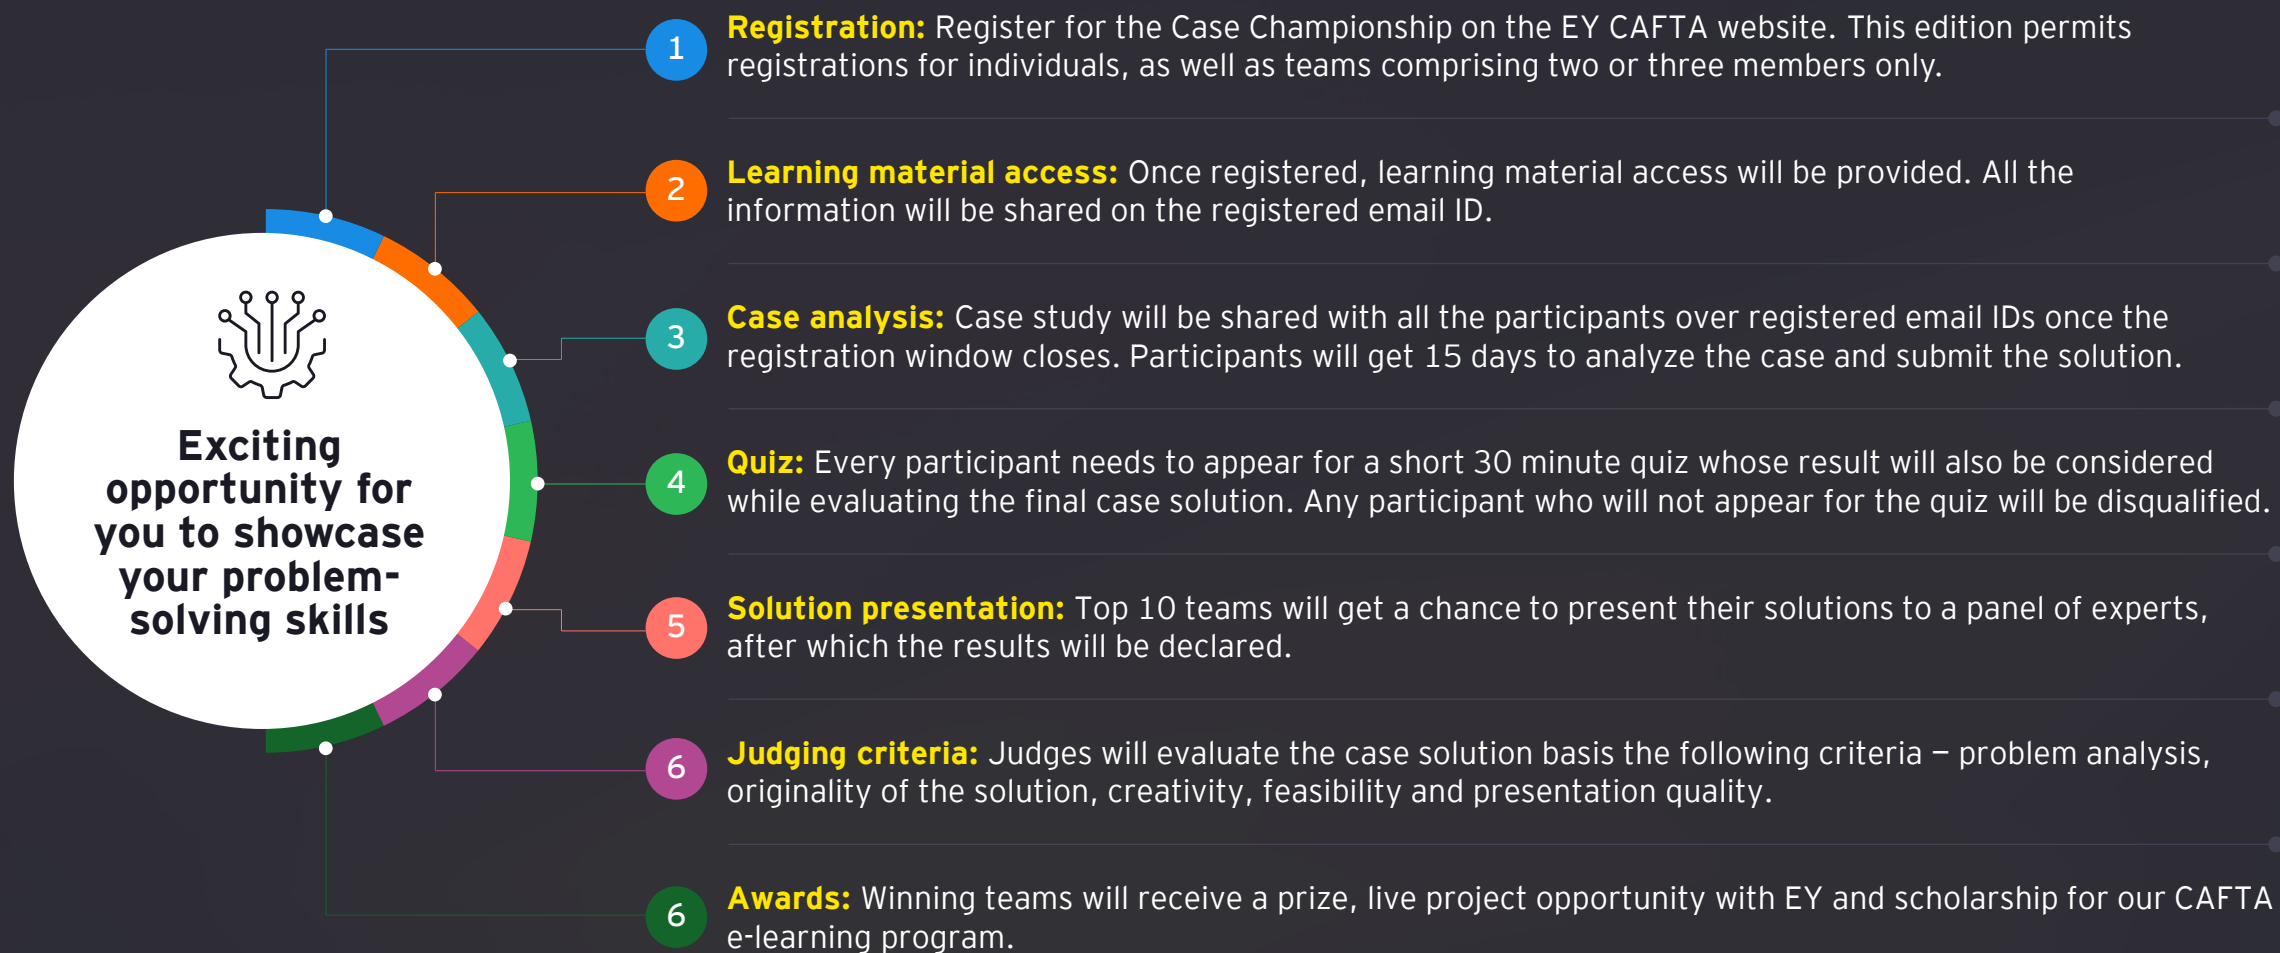 Exciting
opportunity for
you to showcase
your problem-
solving skills
1
Registration: Register for the Case Championship on the EY CAFTA website. This edition permits
registrations for individuals, as well as teams comprising two or three members only.
2
Learning material access: Once registered, learning material access will be provided. All the
information will be shared on the registered email ID.
3
Case analysis: Case study will be shared with all the participants over registered email IDs once the
registration window closes. Participants will get 15 days to analyze the case and submit the solution.
4
Quiz: Every participant needs to appear for a short 30 minute quiz whose result will also be considered
while evaluating the final case solution. Any participant who will not appear for the quiz will be disqualified.
5
Solution presentation: Top 10 teams will get a chance to present their solutions to a panel of experts,
after which the results will be declared.
6
Judging criteria: Judges will evaluate the case solution basis the following criteria – problem analysis,
originality of the solution, creativity, feasibility and presentation quality.
6
Awards: Winning teams will receive a prize, live project opportunity with EY and scholarship for our CAFTA
e-learning program.